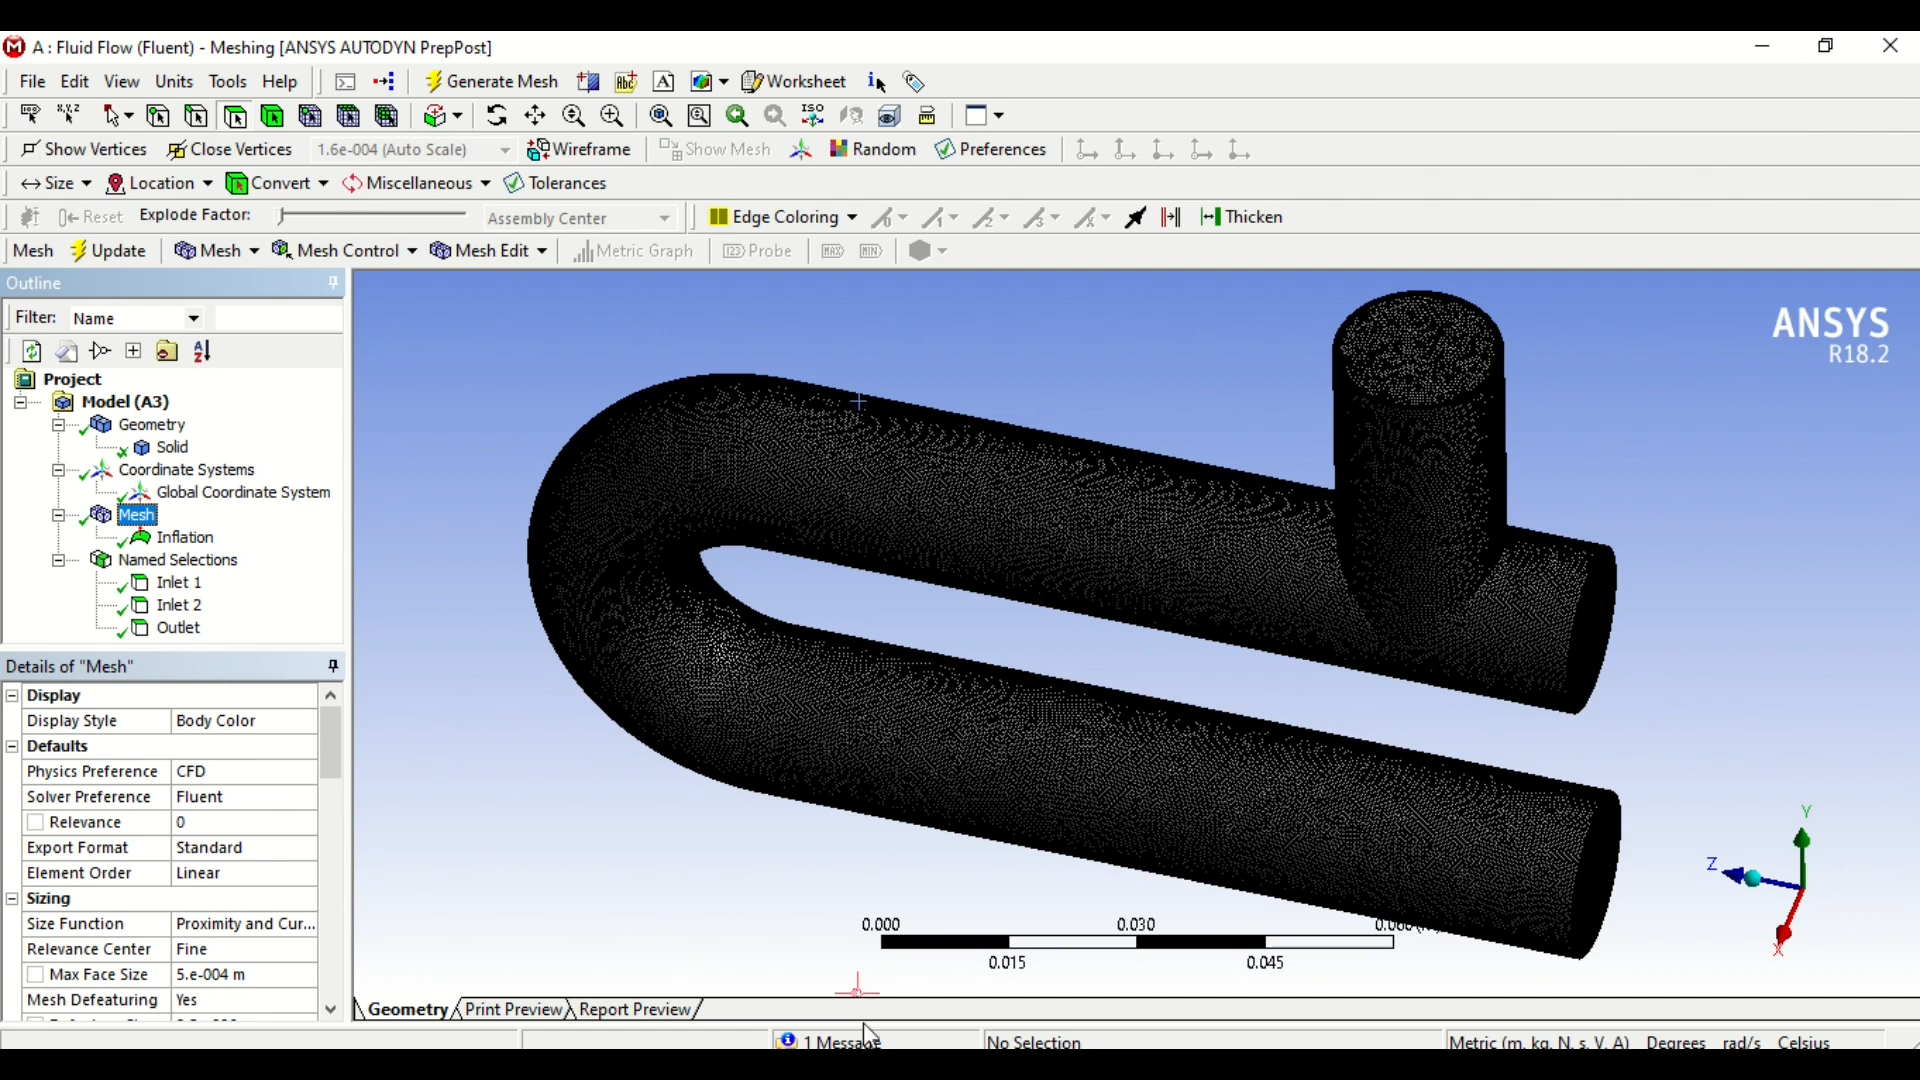 A : Fluid Flow (Fluent) - Meshing [ANSYS AUTODYN PrepPost]
File Edit View Units Tools Help Generate Mesh Abc A Worksheet i
X,Y,Z ISO
Show Vertices Close Vertices 1.6e-004 (Auto Scale) Wireframe Show Mesh Random Preferences
Size Location Convert Miscellaneous Tolerances
Reset Explode Factor: Assembly Center Edge Coloring Thicken
Mesh Update Mesh Mesh Control Mesh Edit Metric Graph Probe MAX MIN
Outline
Filter: Name
Project
Model (A3)
Geometry
Solid
Coordinate Systems
Global Coordinate System
Mesh
Inflation
Named Selections
Inlet 1
Inlet 2
Outlet
Details of "Mesh"
Display
Display Style Body Color
Defaults
Physics Preference CFD
Solver Preference Fluent
Relevance 0
Export Format Standard
Element Order Linear
Sizing
Size Function Proximity and Cur...
Relevance Center Fine
Max Face Size 5.e-004 m
Mesh Defeaturing Yes
ANSYS
R18.2
Y
Z
X
0.000 0.030
0.015 0.045
Geometry Print Preview Report Preview
1 Message No Selection Metric (m, kg, N, s, V, A) Degrees rad/s Celsius